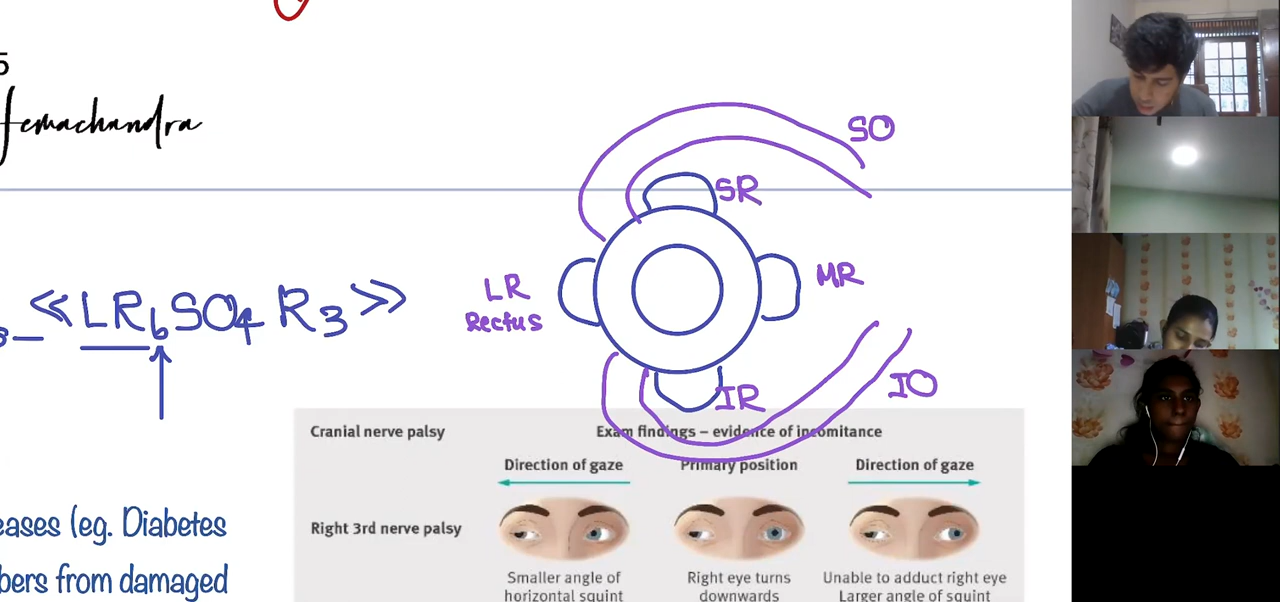 5
femachandra
SO
SR
LR
Rectus
MR
<<LR6SO4R3>>
IR
IO
Cranial nerve palsy
Exam findings – evidence of incomitance
Direction of gaze
Primary position
Direction of gaze
Right 3rd nerve palsy
Smaller angle of
horizontal squint
Right eye turns
downwards
Unable to adduct right eye
Larger angle of squint
eases (eg. Diabetes
bers from damaged